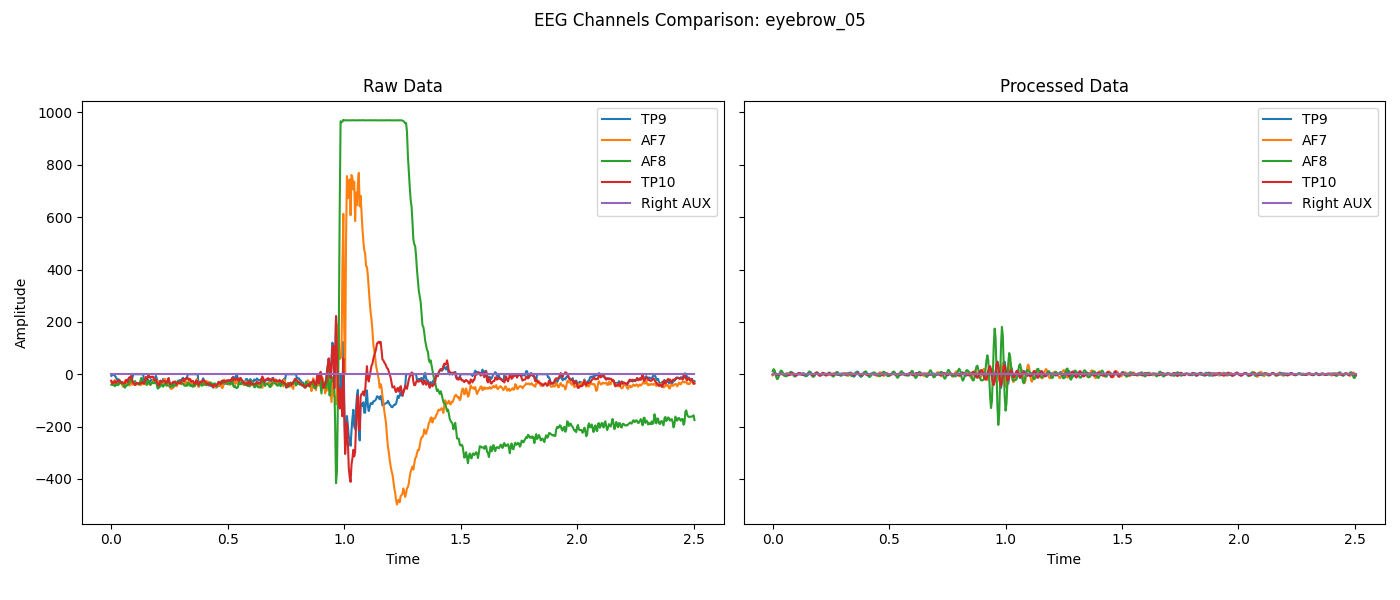 EEG Channels Comparison: eyebrow_05
Raw Data
Amplitude
1000
800
600
400
200
0
−200
−400
TP9
AF7
AF8
TP10
Right AUX
0.0 0.5 1.0 1.5 2.0 2.5
Time
Processed Data
TP9
AF7
AF8
TP10
Right AUX
0.0 0.5 1.0 1.5 2.0 2.5
Time